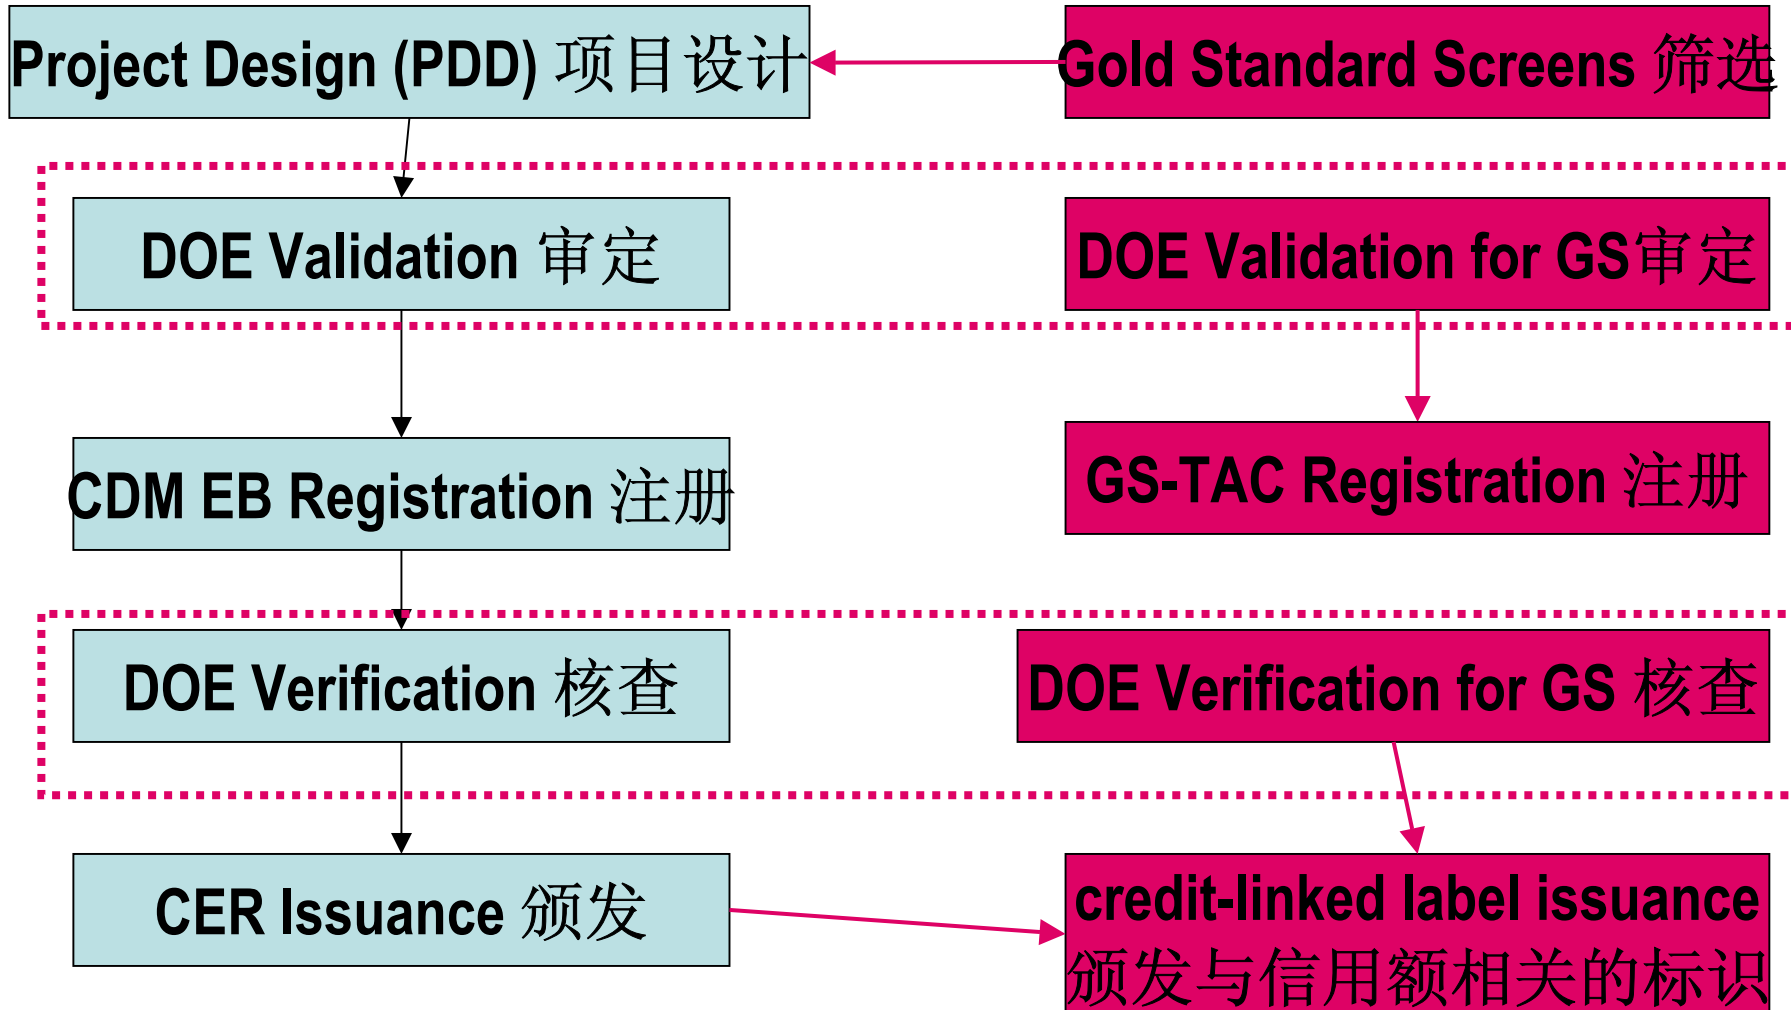 Project Design (PDD) 项目设计
Gold Standard Screens 筛选
DOE Validation 审定
DOE Validation for GS审定
CDM EB Registration 注册
GS-TAC Registration 注册
DOE Verification 核查
DOE Verification for GS 核查
CER Issuance 颁发
credit-linked label issuance
颁发与信用额相关的标识